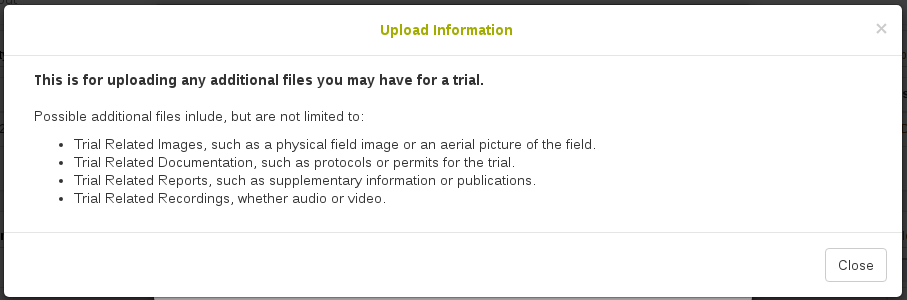 Upload Information
×
This is for uploading any additional files you may have for a trial.
Possible additional files inlude, but are not limited to:
• Trial Related Images, such as a physical field image or an aerial picture of the field.
• Trial Related Documentation, such as protocols or permits for the trial.
• Trial Related Reports, such as supplementary information or publications.
• Trial Related Recordings, whether audio or video.
Close